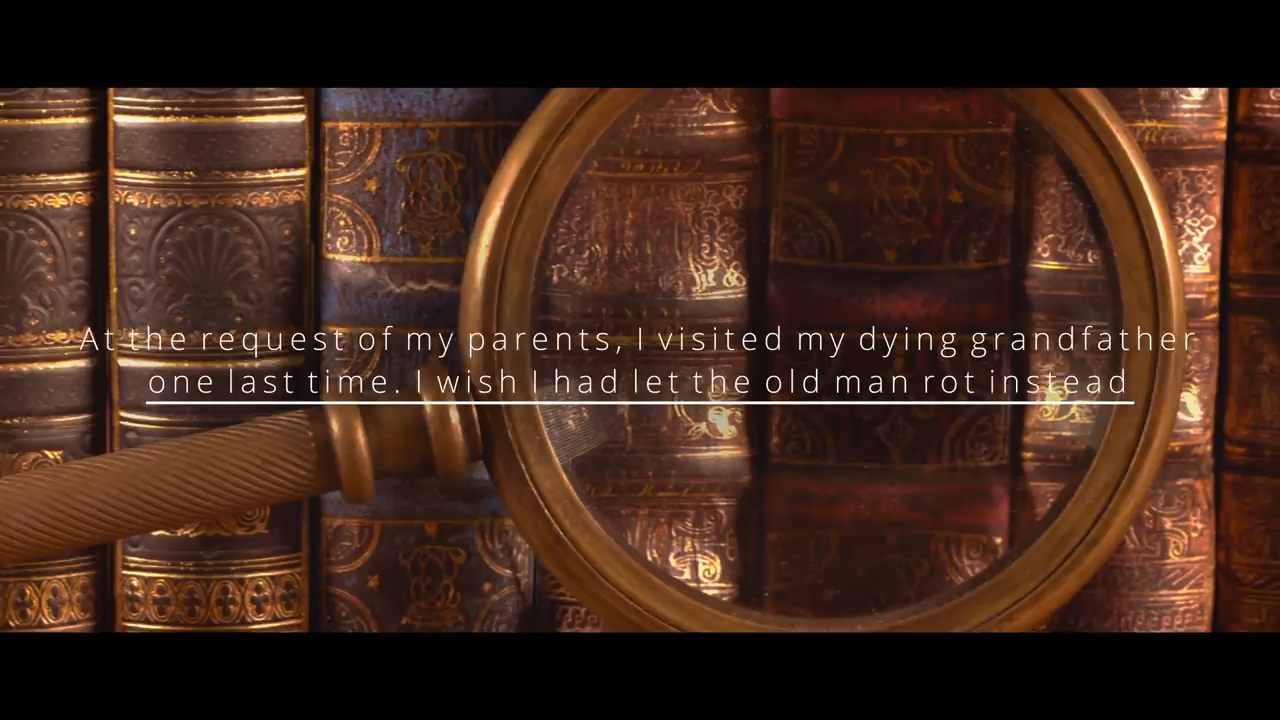 At the request of my parents, I visited my dying grandfather
one last time. I wish I had let the old man rot instead